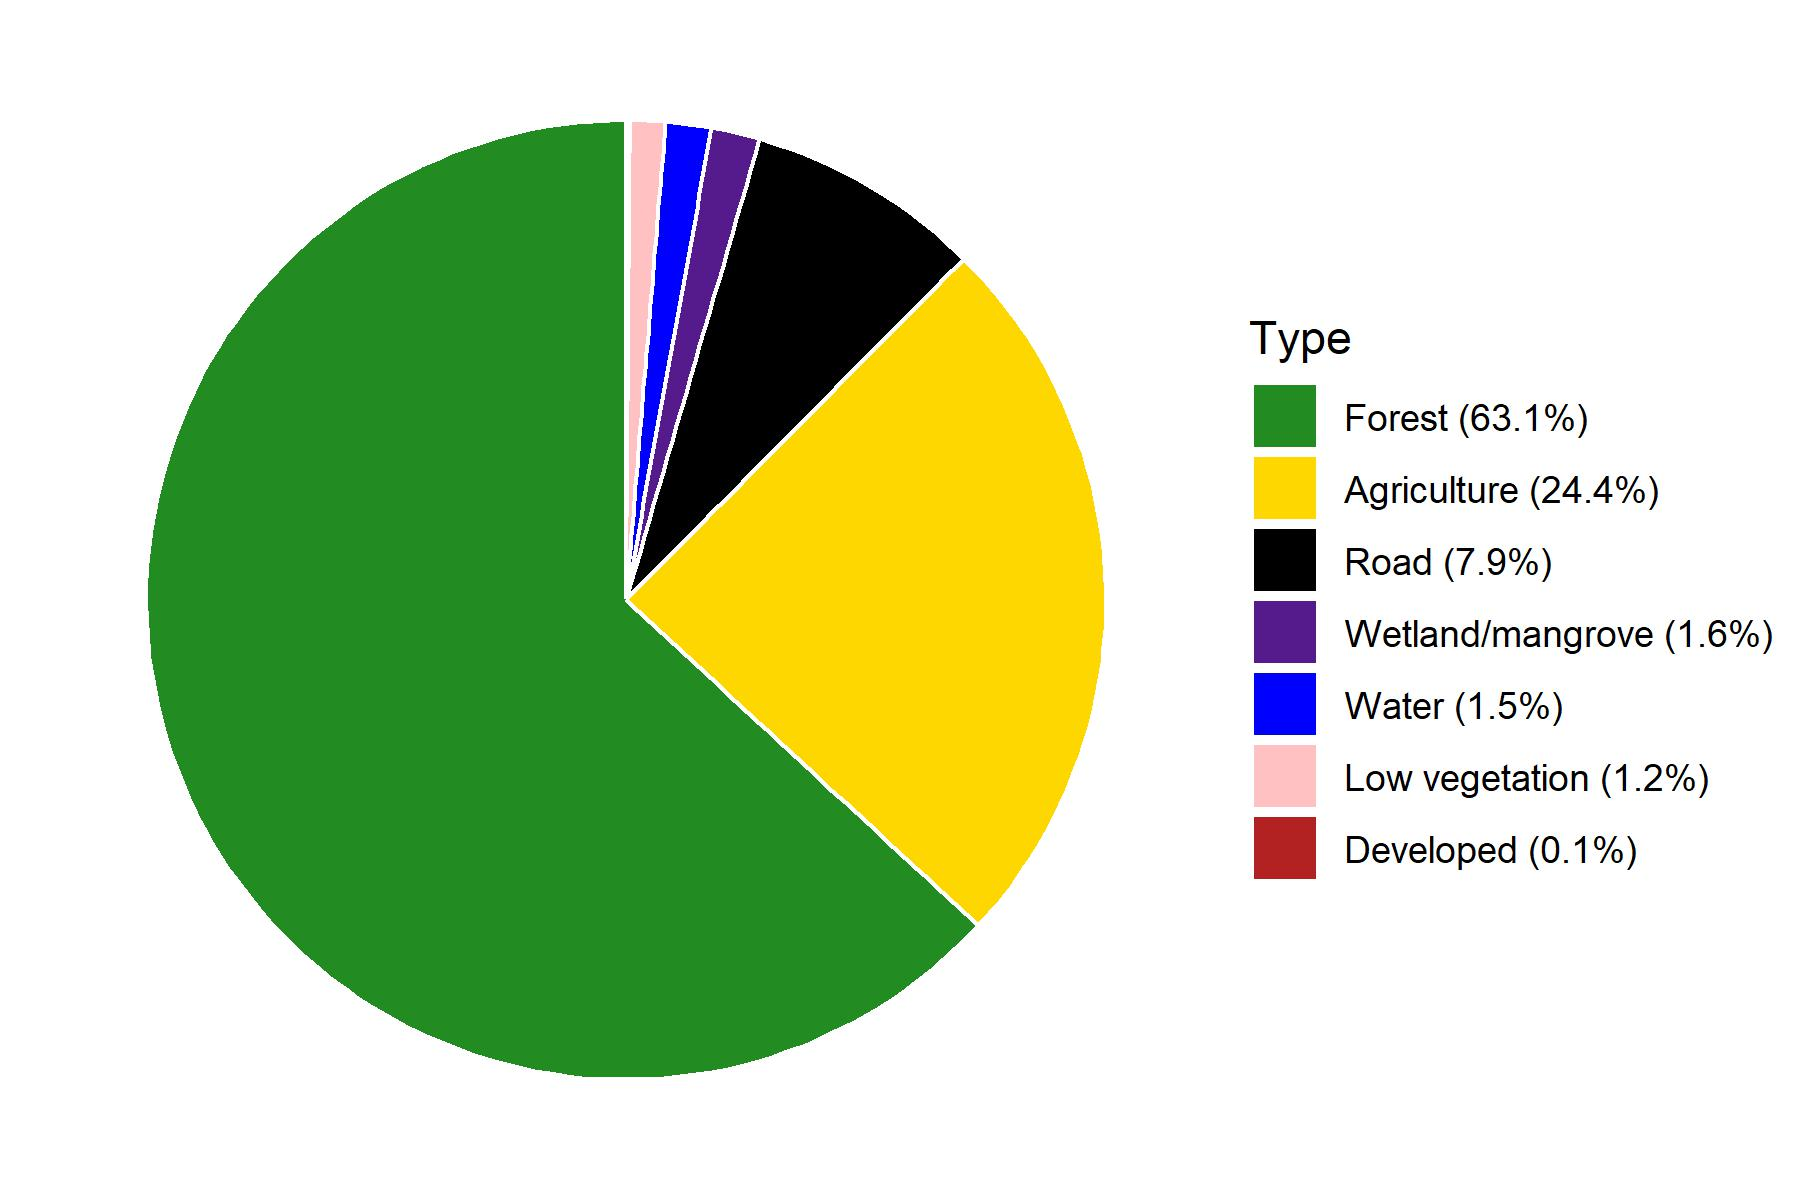 Type
Forest (63.1%)
Agriculture (24.4%)
Road (7.9%)
Wetland/mangrove (1.6%)
Water (1.5%)
Low vegetation (1.2%)
Developed (0.1%)